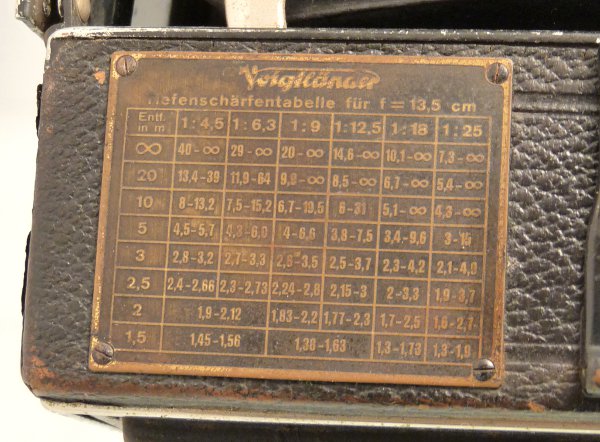 Voigtländer
Tiefenschärfentabelle für f = 13,5 cm
Entf. in m 1:4,5 1:6,3 1:9 1:12,5 1:18 1:25
∞ 40-∞ 29-∞ 20-∞ 14,6-∞ 10,1-∞ 7,3-∞
20 13,4-39 11,9-64 9,9-∞ 8,5-∞ 6,7-∞ 5,4-∞
10 8-13,2 7,5-15,2 6,7-19,5 6-31 5,1-∞ 4,3-∞
5 4,5-5,7 4,3-6,0 4-6,6 3,8-7,5 3,4-9,6 3-15
3 2,8-3,2 2,7-3,3 2,6-3,5 2,5-3,7 2,3-4,2 2,1-4,9
2,5 2,4-2,66 2,3-2,73 2,24-2,8 2,15-3 2-3,3 1,9-3,7
2 1,9-2,12 1,83-2,2 1,77-2,3 1,7-2,5 1,6-2,7
1,5 1,45-1,56 1,38-1,63 1,3-1,73 1,3-1,9